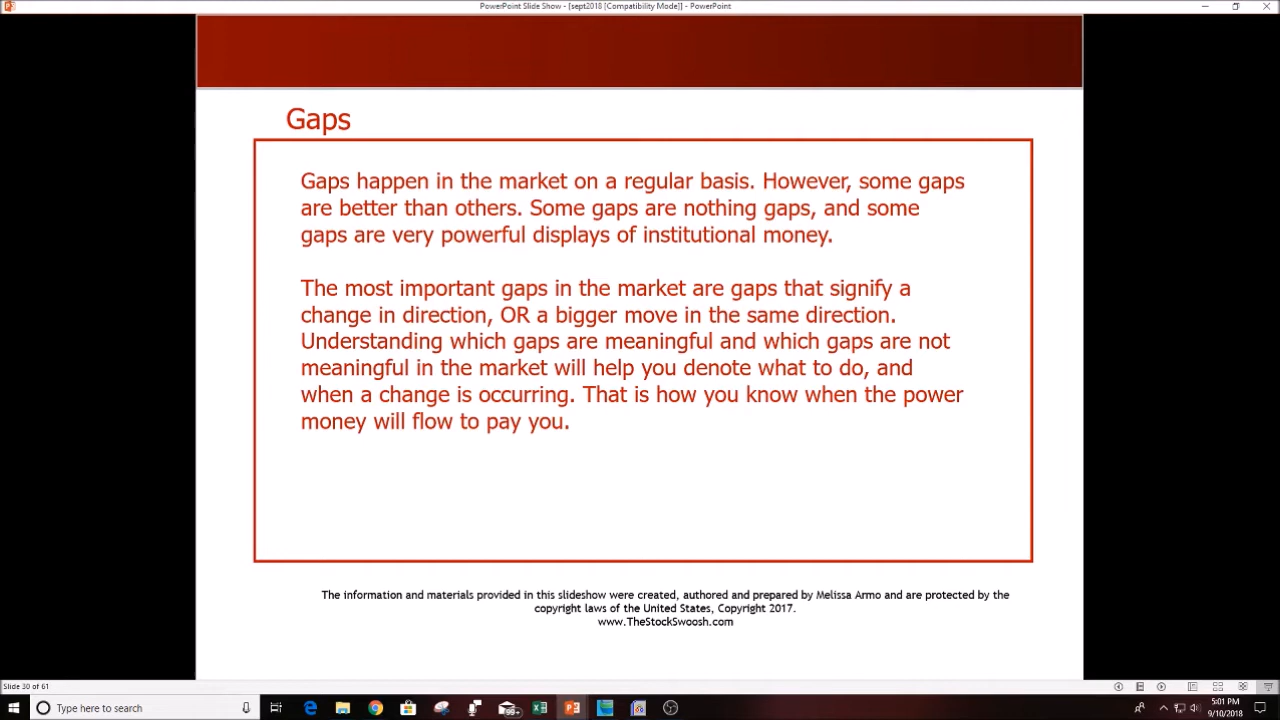 PowerPoint Slide Show - [sept2018 [Compatibility Mode]] - PowerPoint
Gaps
Gaps happen in the market on a regular basis. However, some gaps
are better than others. Some gaps are nothing gaps, and some
gaps are very powerful displays of institutional money.
The most important gaps in the market are gaps that signify a
change in direction, OR a bigger move in the same direction.
Understanding which gaps are meaningful and which gaps are not
meaningful in the market will help you denote what to do, and
when a change is occurring. That is how you know when the power
money will flow to pay you.
The information and materials provided in this slideshow were created, authored and prepared by Melissa Armo and are protected by the
copyright laws of the United States, Copyright 2017.
www.TheStockSwoosh.com
Slide 30 of 61
Type here to search
99+
5:01 PM
9/10/2018